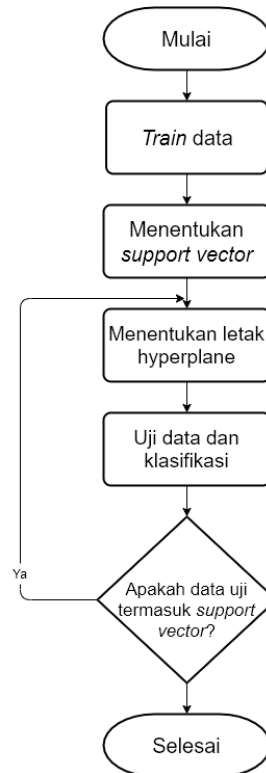 Mulai
Train data
Menentukan
support vector
Menentukan letak
hyperplane
Uji data dan
klasifikasi
Ya
Apakah data uji
termasuk support
vector?
Selesai